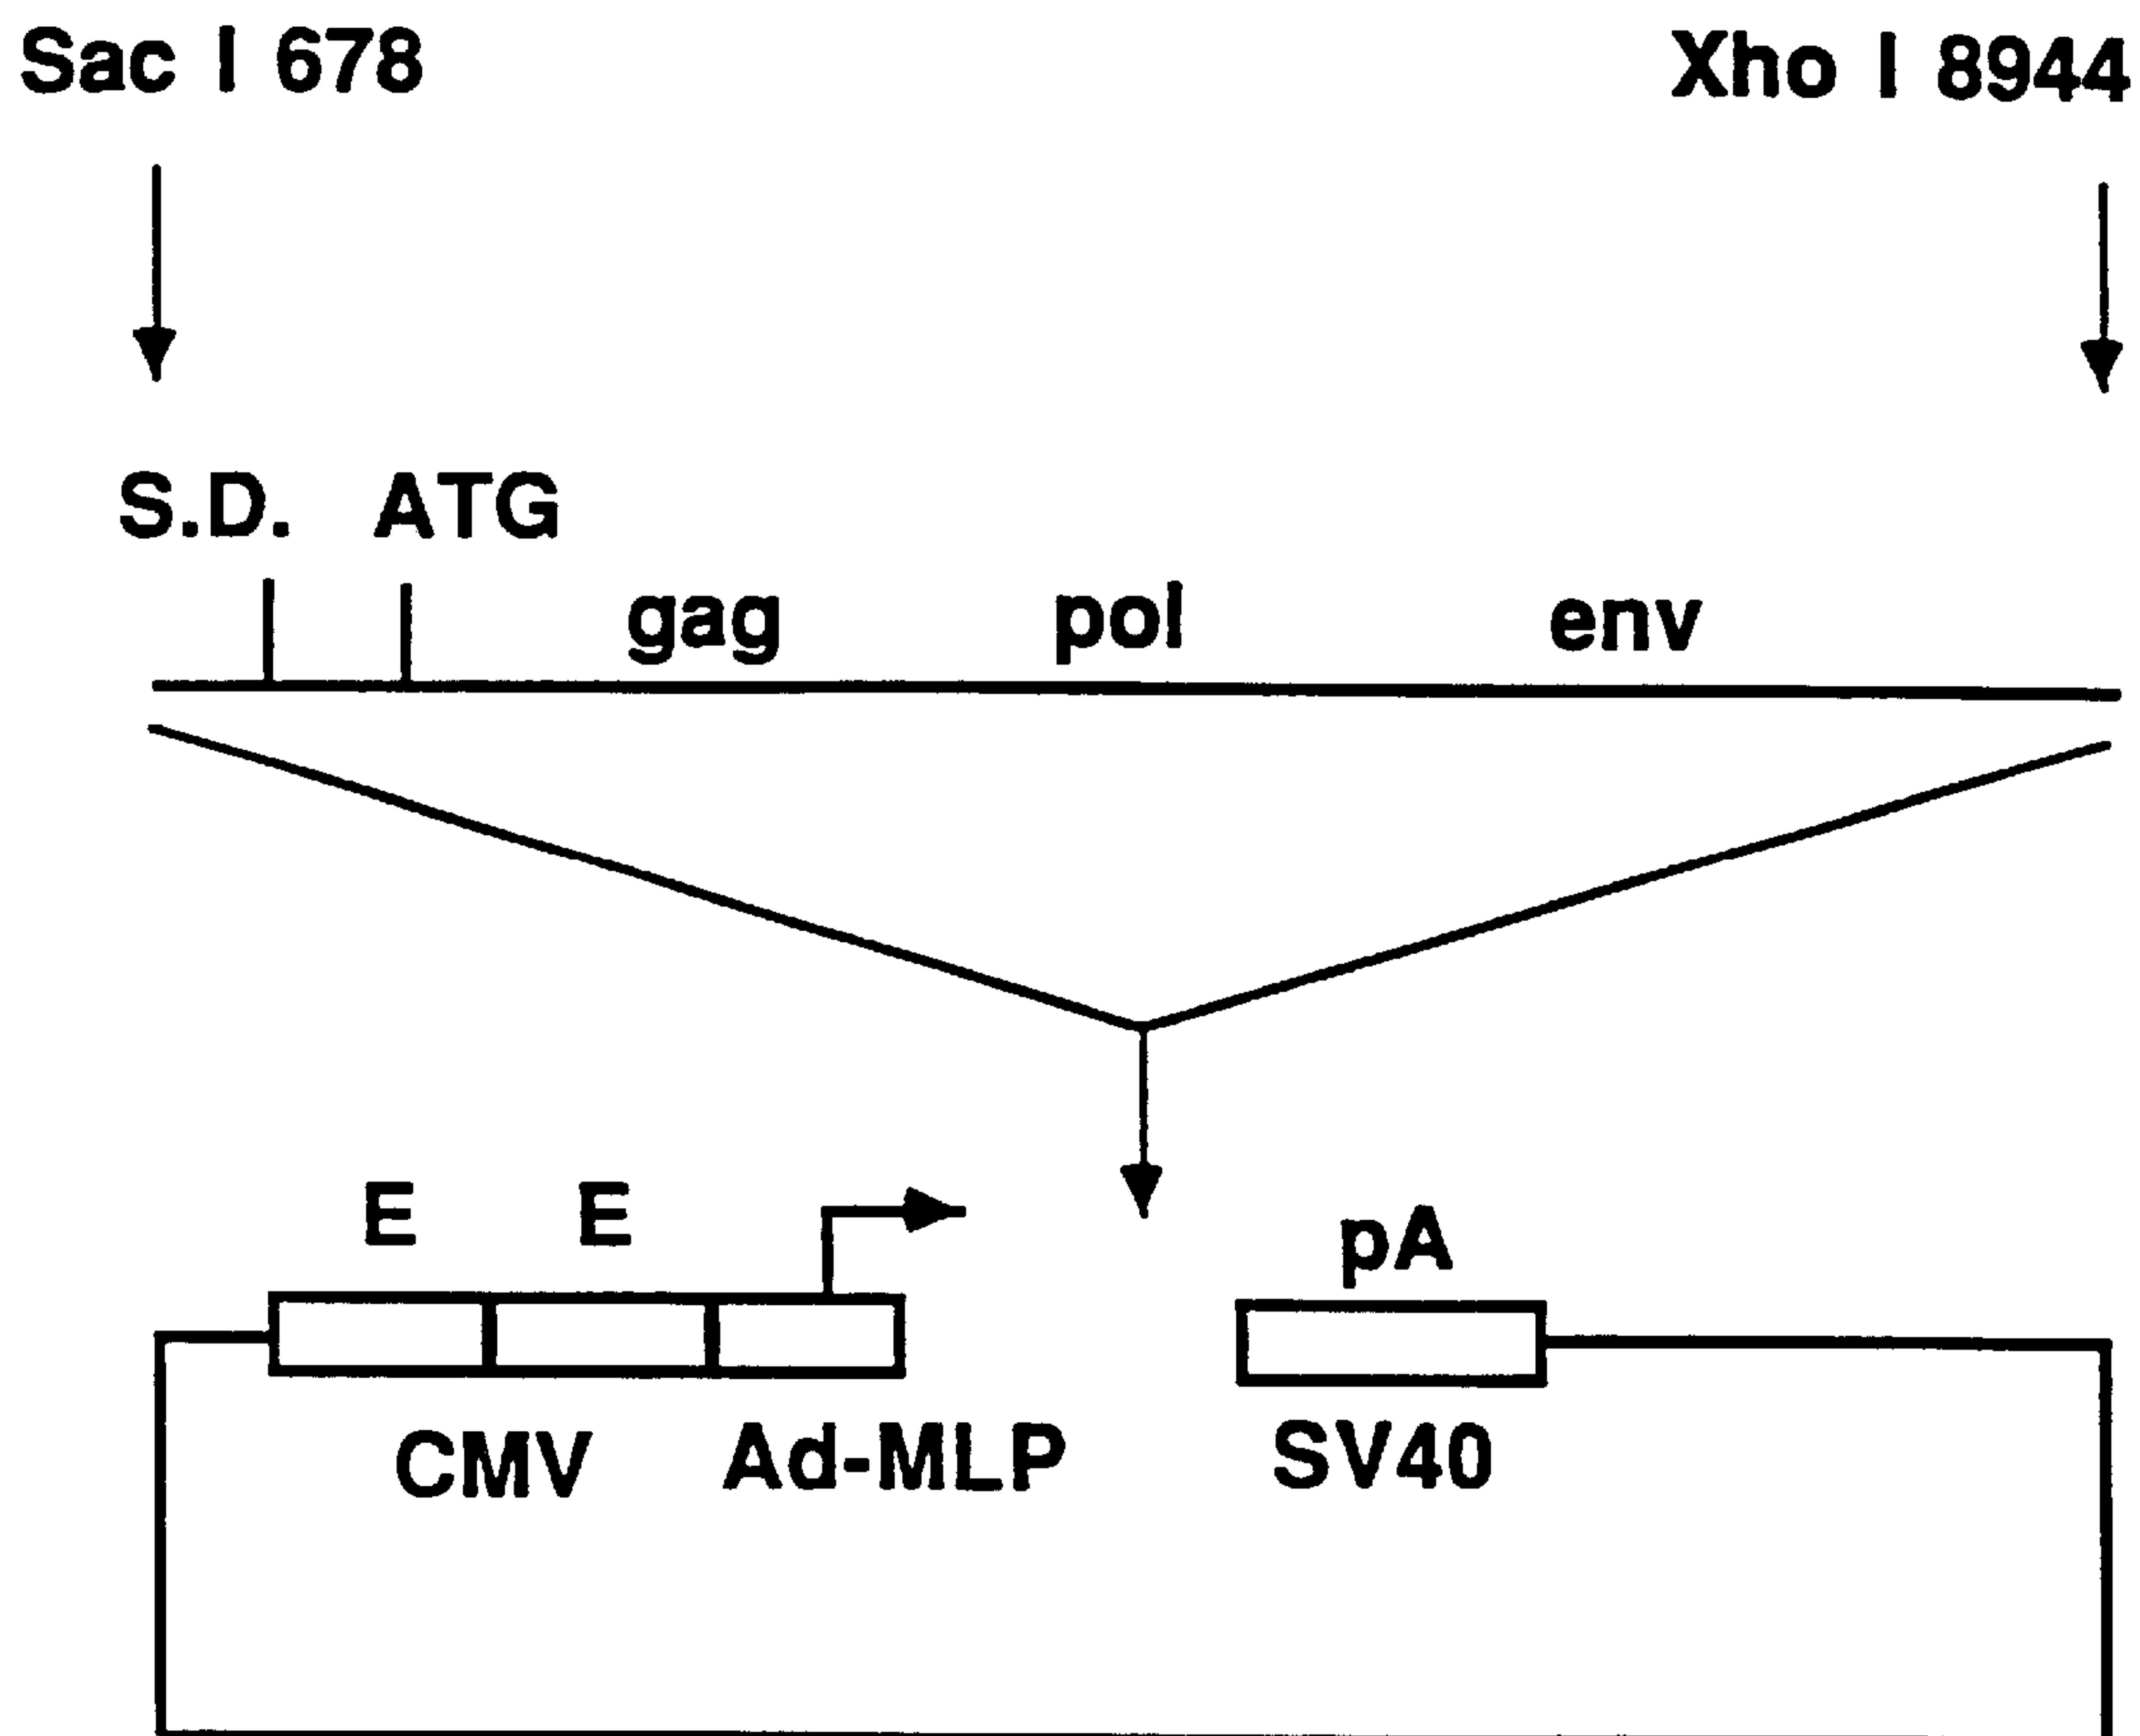 Sac I 678 Xho I 8944
S.D. ATG
gag pol env
E E pA
CMV Ad-MLP SV40